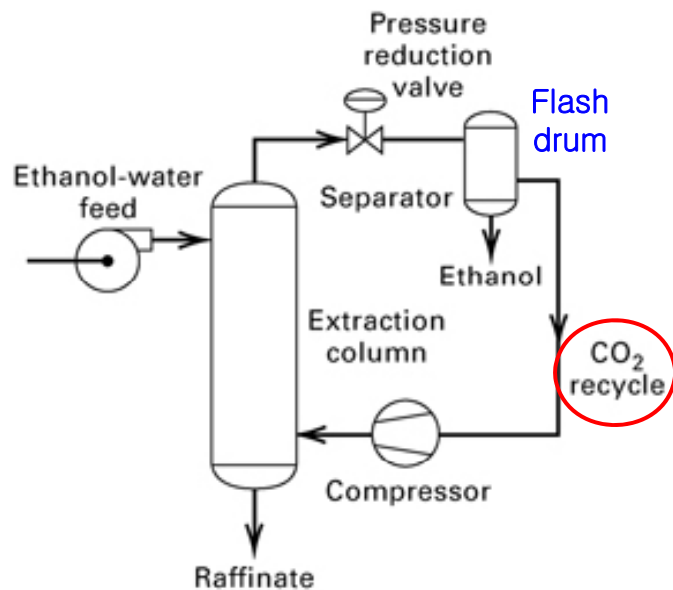 Pressure
reduction
valve
Flash
drum
Ethanol-water
feed
Separator
Ethanol
Extraction
column
CO₂
recycle
Compressor
Raffinate